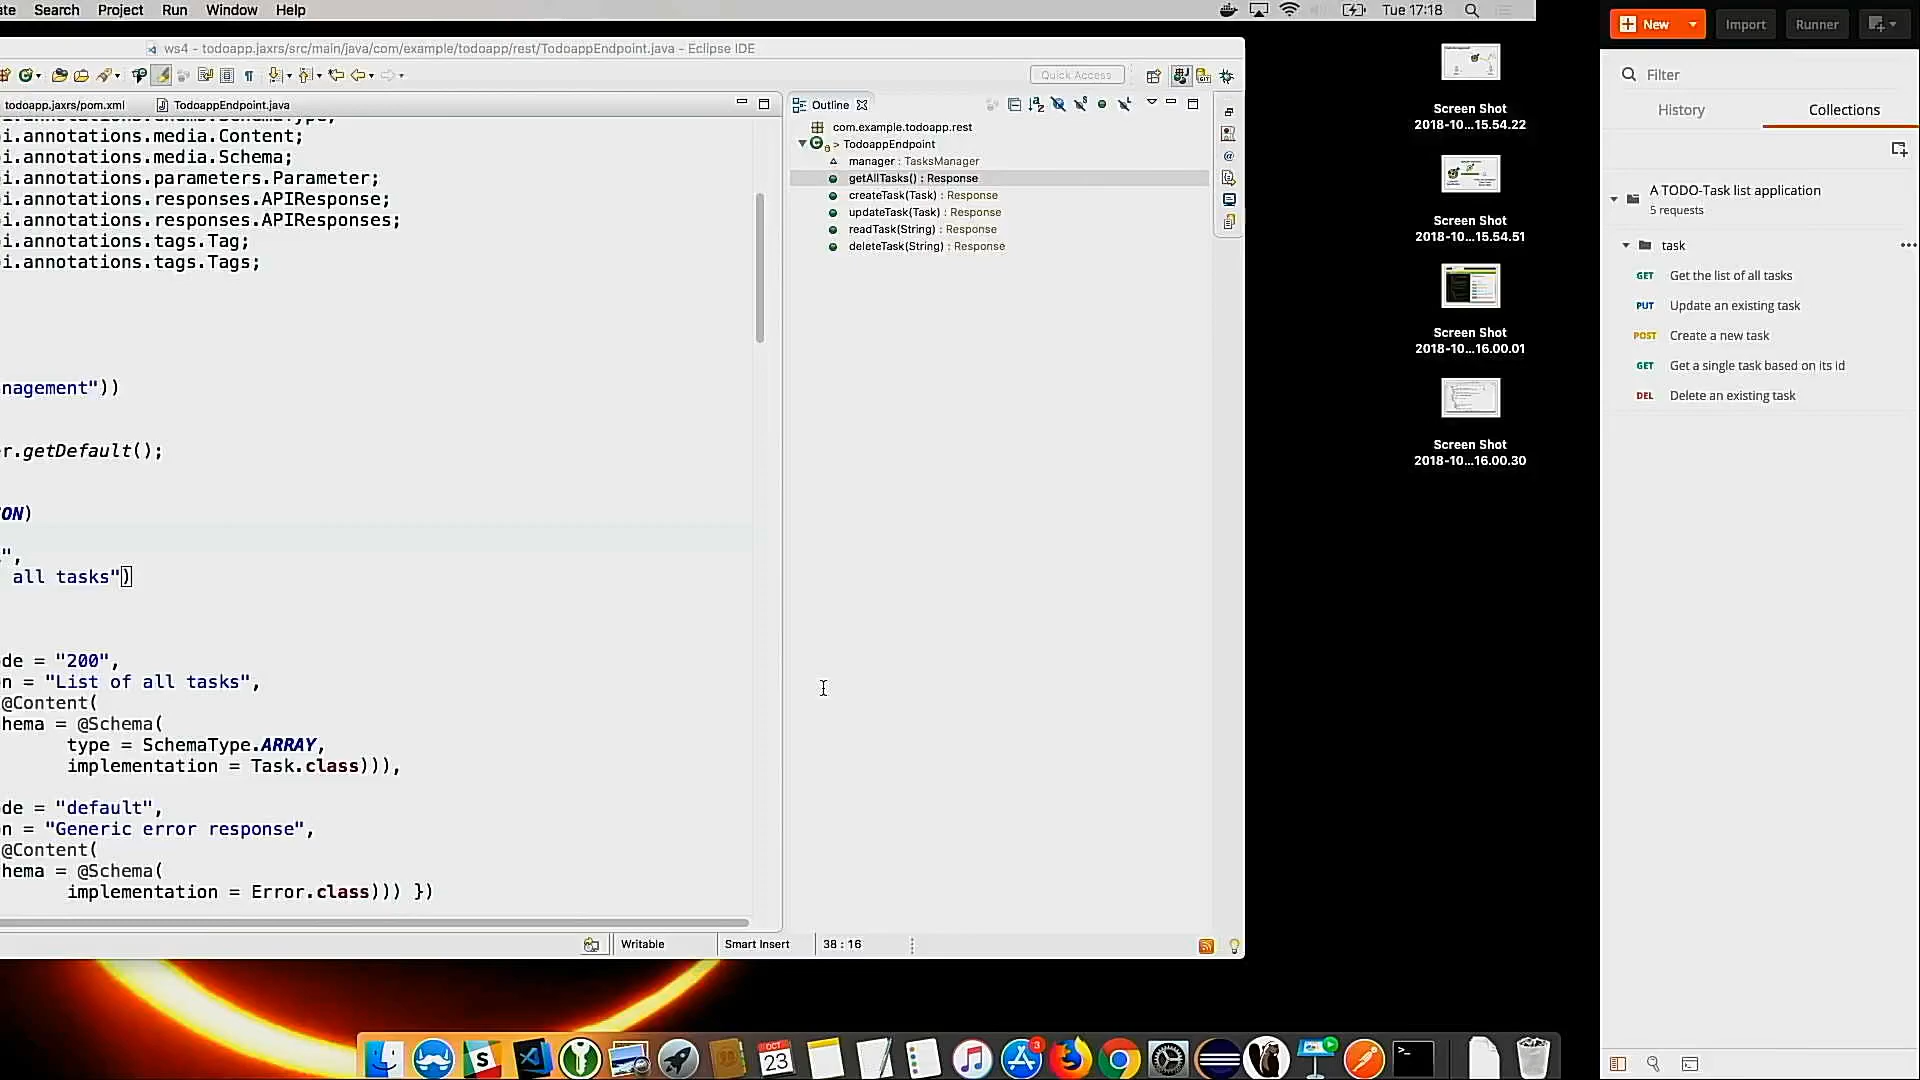 ate Search Project Run Window Help
Tue 17:18
ws4 - todoapp.jaxrs/src/main/java/com/example/todoapp/rest/TodoappEndpoint.java - Eclipse IDE
Quick Access
todoapp.jaxrs/pom.xml
TodoappEndpoint.java
i.annotations.media.Content;
i.annotations.media.Schema;
i.annotations.parameters.Parameter;
i.annotations.responses.APIResponse;
i.annotations.responses.APIResponses;
i.annotations.tags.Tag;
i.annotations.tags.Tags;
nagement"))
r.getDefault();
ON)
",
all tasks")
de = "200",
n = "List of all tasks",
@Content(
hema = @Schema(
type = SchemaType.ARRAY,
implementation = Task.class))),
de = "default",
n = "Generic error response",
@Content(
hema = @Schema(
implementation = Error.class))) })
Writable
Smart Insert
38 : 16
Outline
com.example.todoapp.rest
> TodoappEndpoint
manager : TasksManager
getAllTasks() : Response
createTask(Task) : Response
updateTask(Task) : Response
readTask(String) : Response
deleteTask(String) : Response
Screen Shot
2018-10...15.54.22
Screen Shot
2018-10...15.54.51
Screen Shot
2018-10...16.00.01
Screen Shot
2018-10...16.00.30
New
Import
Runner
Filter
History
Collections
A TODO-Task list application
5 requests
task
GET Get the list of all tasks
PUT Update an existing task
POST Create a new task
GET Get a single task based on its id
DEL Delete an existing task
OCT
23
3